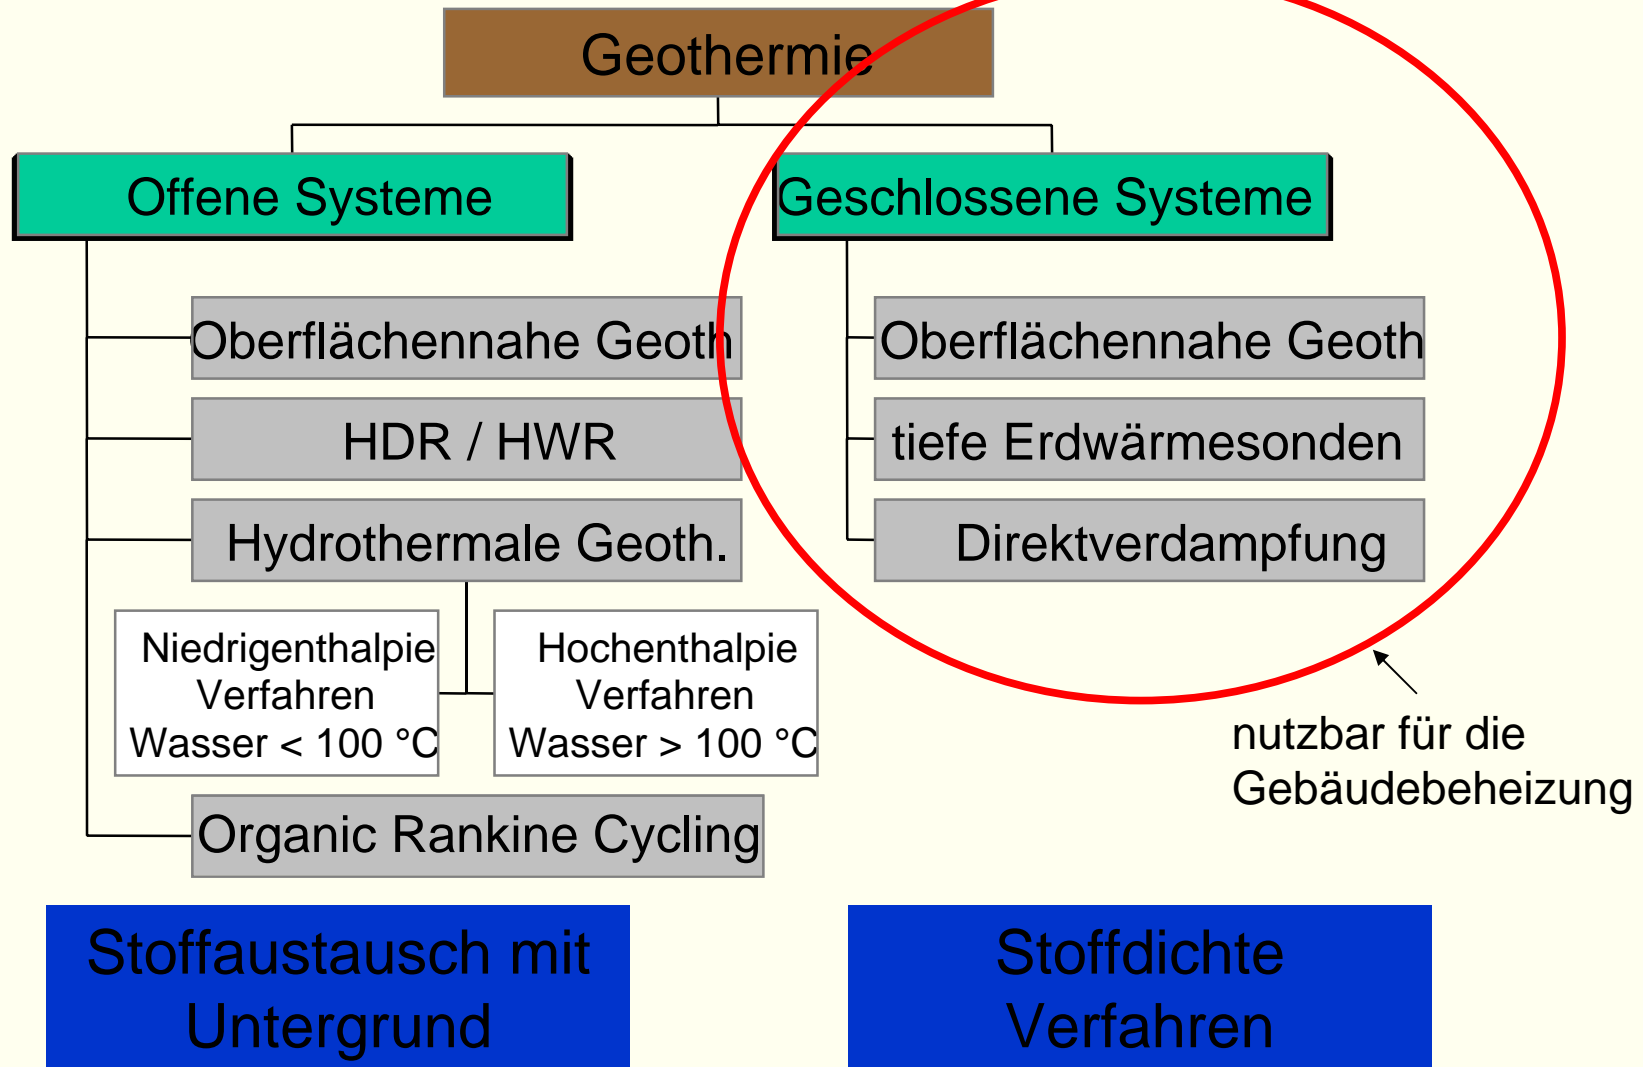 Geothermie
Offene Systeme
Oberflächennahe Geoth
HDR / HWR
Hydrothermale Geoth.
Niedrigenthalpie
Verfahren
Wasser < 100 °C
Hochenthalpie
Verfahren
Wasser > 100 °C
Organic Rankine Cycling
Stoffaustausch mit
Untergrund
Geschlossene Systeme
Oberflächennahe Geoth
tiefe Erdwärmesonden
Direktverdampfung
nutzbar für die
Gebäudebeheizung
Stoffdichte
Verfahren